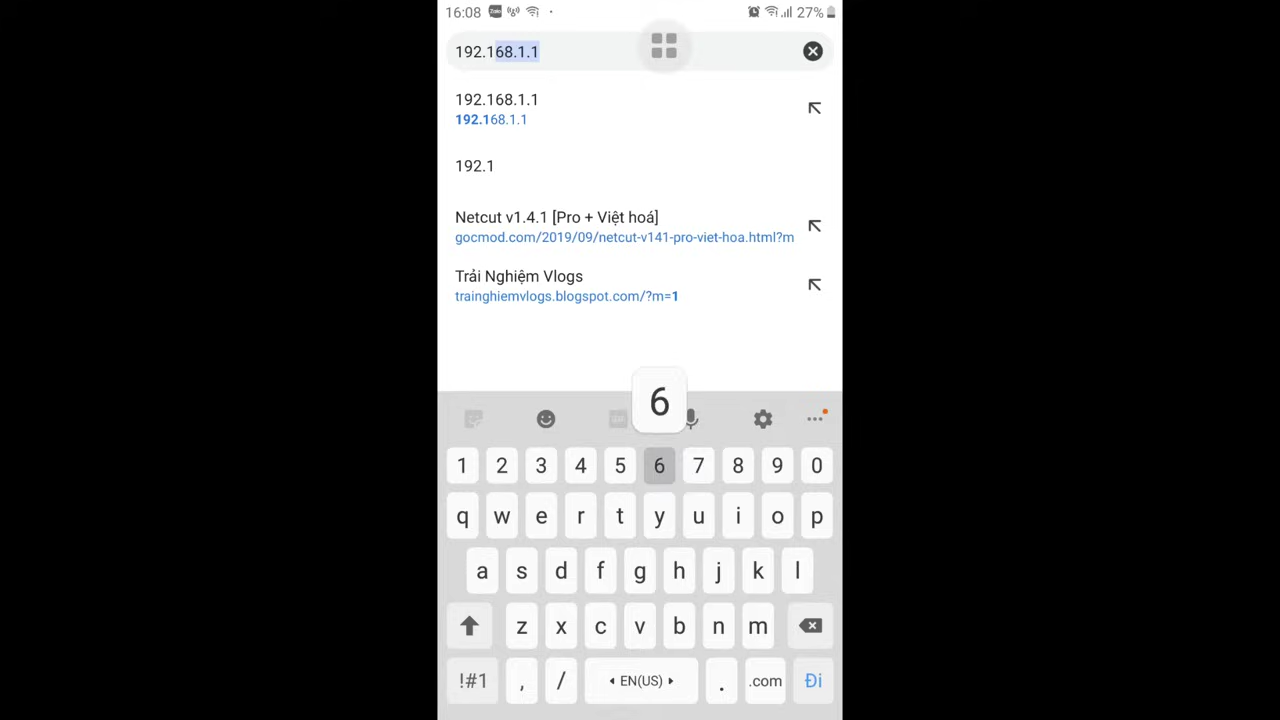 16:08 Zalo 27%
192.168.1.1
192.168.1.1
192.168.1.1
192.1
Netcut v1.4.1 [Pro + Việt hoá]
gocmod.com/2019/09/netcut-v141-pro-viet-hoa.html?m
Trải Nghiệm Vlogs
trainghiemvlogs.blogspot.com/?m=1
6
1 2 3 4 5 6 7 8 9 0
q w e r t y u i o p
a s d f g h j k l
z x c v b n m
!#1 , / EN(US) . .com Đi